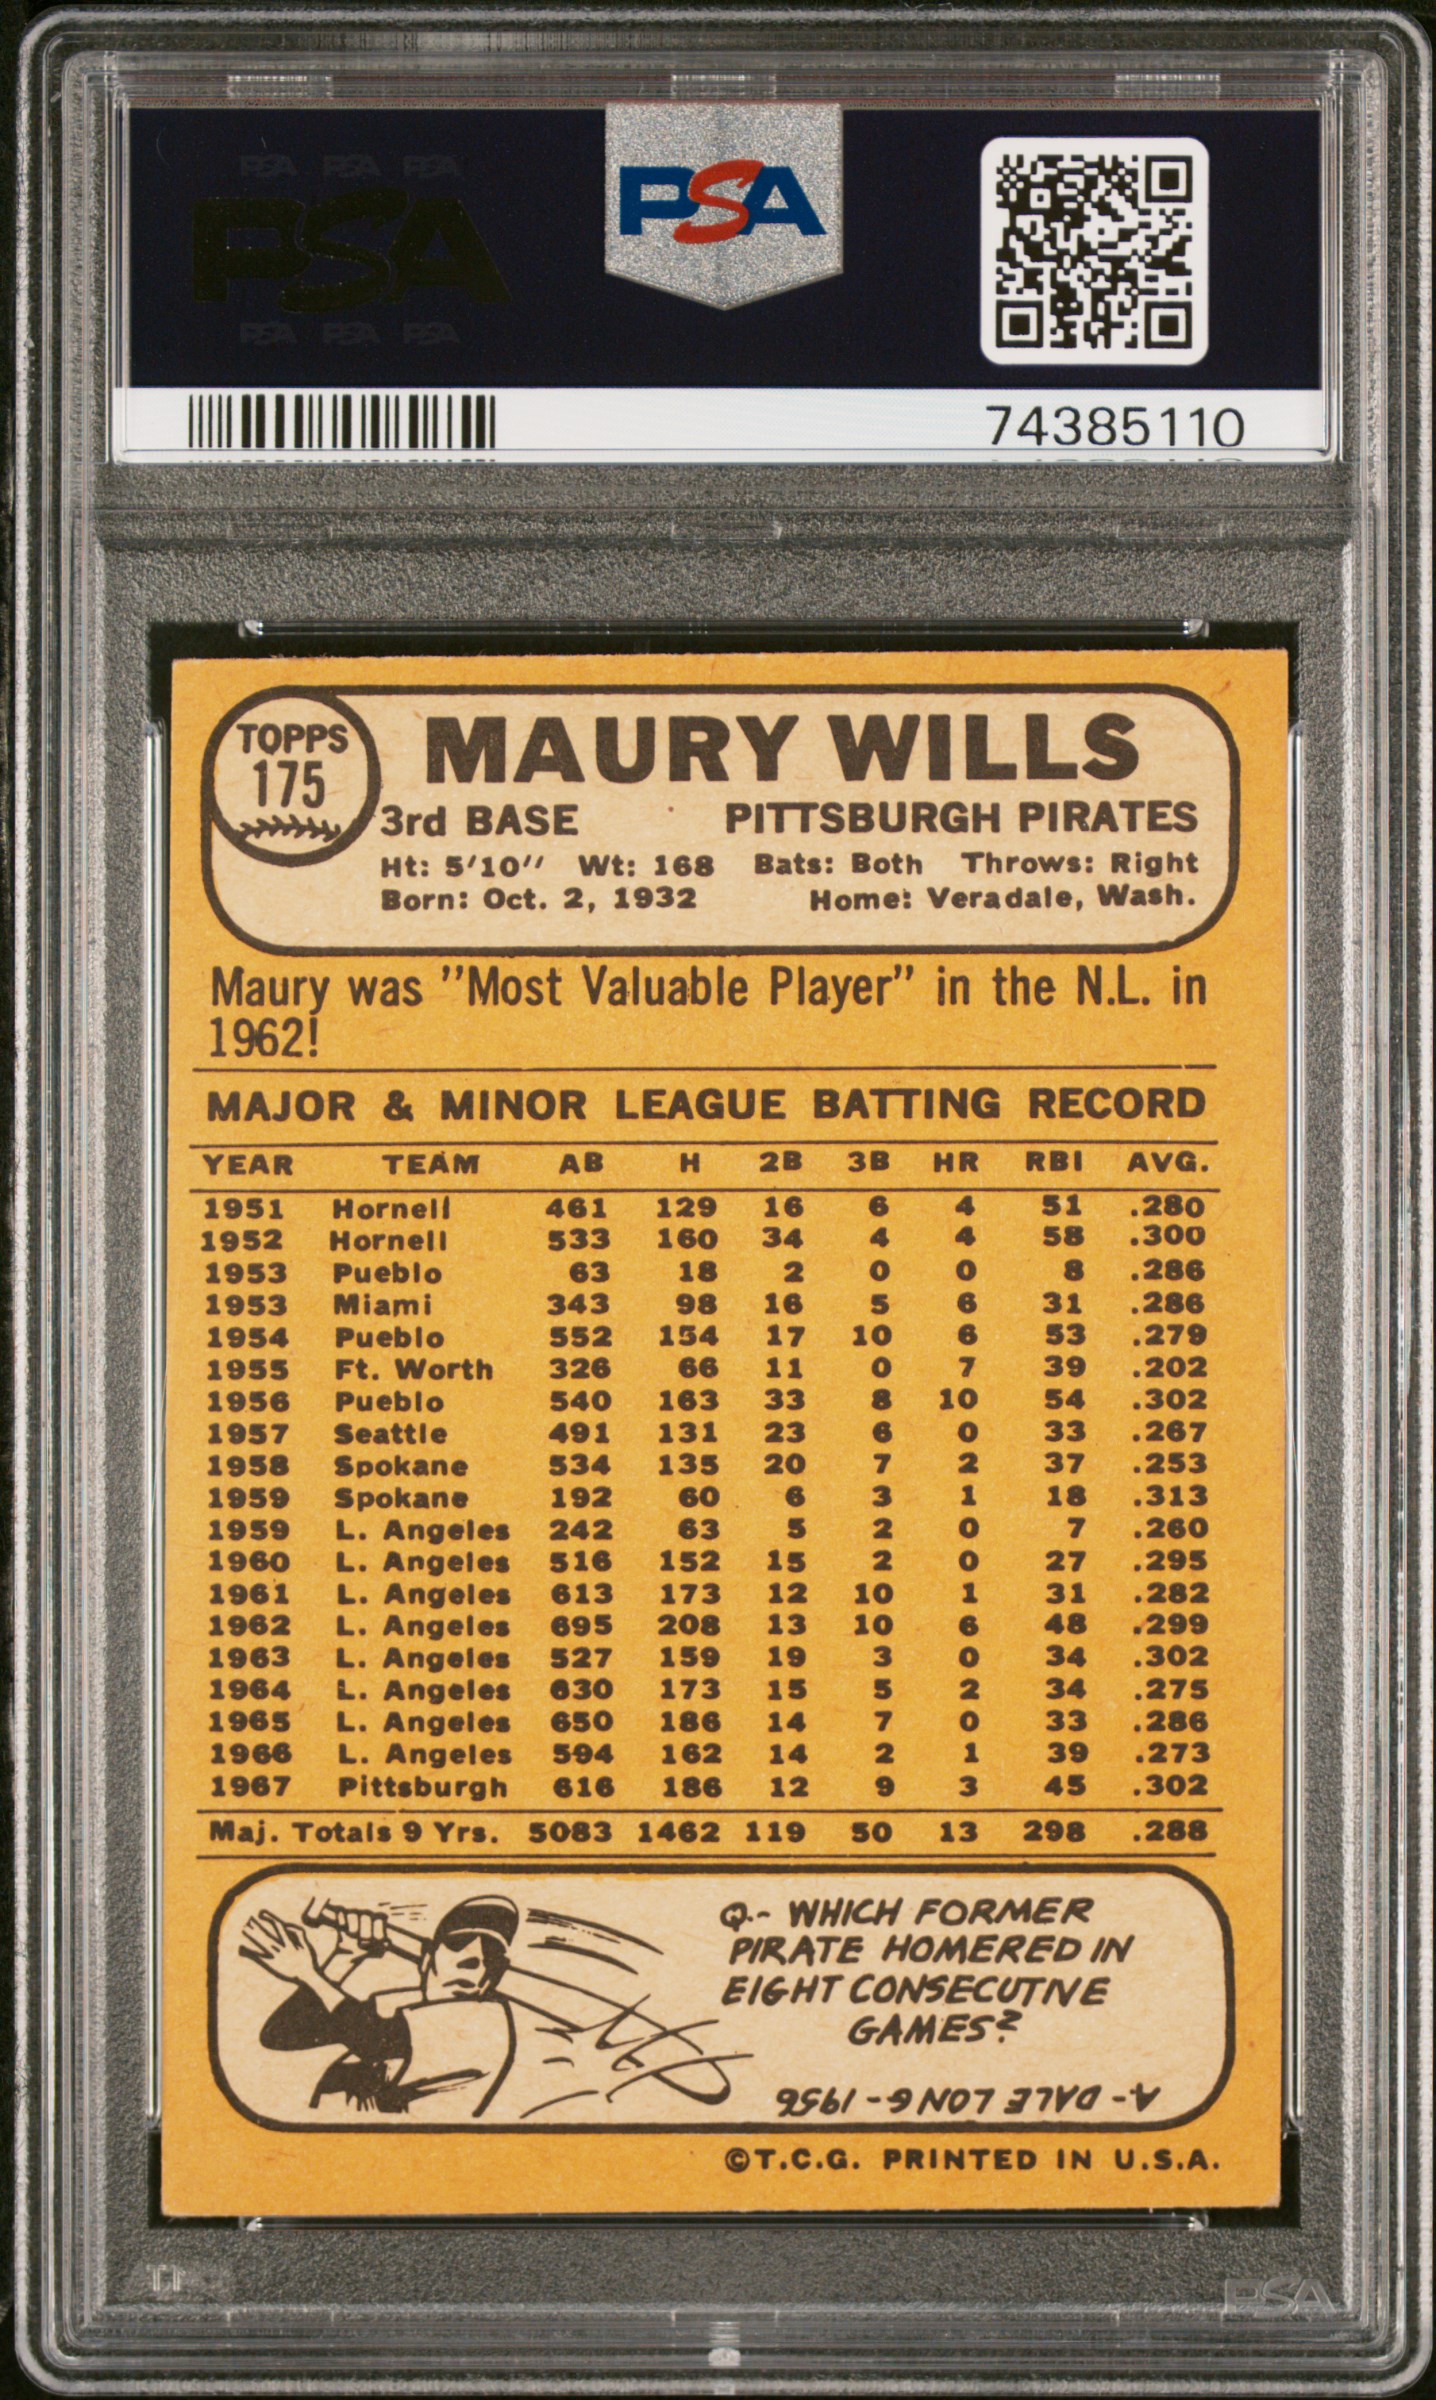 PSA PSA PSA
PSA
PSA PSA PSA
PSA
74385110
TOPPS
175
MAURY WILLS
3rd BASE PITTSBURGH PIRATES
Ht: 5'10" Wt: 168 Bats: Both Throws: Right
Born: Oct. 2, 1932 Home: Veradale, Wash.
Maury was "Most Valuable Player" in the N.L. in
1962!
MAJOR & MINOR LEAGUE BATTING RECORD
YEAR TEAM AB H 2B 3B HR RBI AVG.
1951 Hornell 461 129 16 6 4 51 .280
1952 Hornell 533 160 34 4 4 58 .300
1953 Pueblo 63 18 2 0 0 8 .286
1953 Miami 343 98 16 5 6 31 .286
1954 Pueblo 552 154 17 10 6 53 .279
1955 Ft. Worth 326 66 11 0 7 39 .202
1956 Pueblo 540 163 33 8 10 54 .302
1957 Seattle 491 131 23 6 0 33 .267
1958 Spokane 534 135 20 7 2 37 .253
1959 Spokane 192 60 6 3 1 18 .313
1959 L. Angeles 242 63 5 2 0 7 .260
1960 L. Angeles 516 152 15 2 0 27 .295
1961 L. Angeles 613 173 12 10 1 31 .282
1962 L. Angeles 695 208 13 10 6 48 .299
1963 L. Angeles 527 159 19 3 0 34 .302
1964 L. Angeles 630 173 15 5 2 34 .275
1965 L. Angeles 650 186 14 7 0 33 .286
1966 L. Angeles 594 162 14 2 1 39 .273
1967 Pittsburgh 616 186 12 9 3 45 .302
Maj. Totals 9 Yrs. 5083 1462 119 50 13 298 .288
Q.- WHICH FORMER
PIRATE HOMERED IN
EIGHT CONSECUTIVE
GAMES?
A- DALE LONG - 1956
©T.C.G. PRINTED IN U.S.A.
PSA